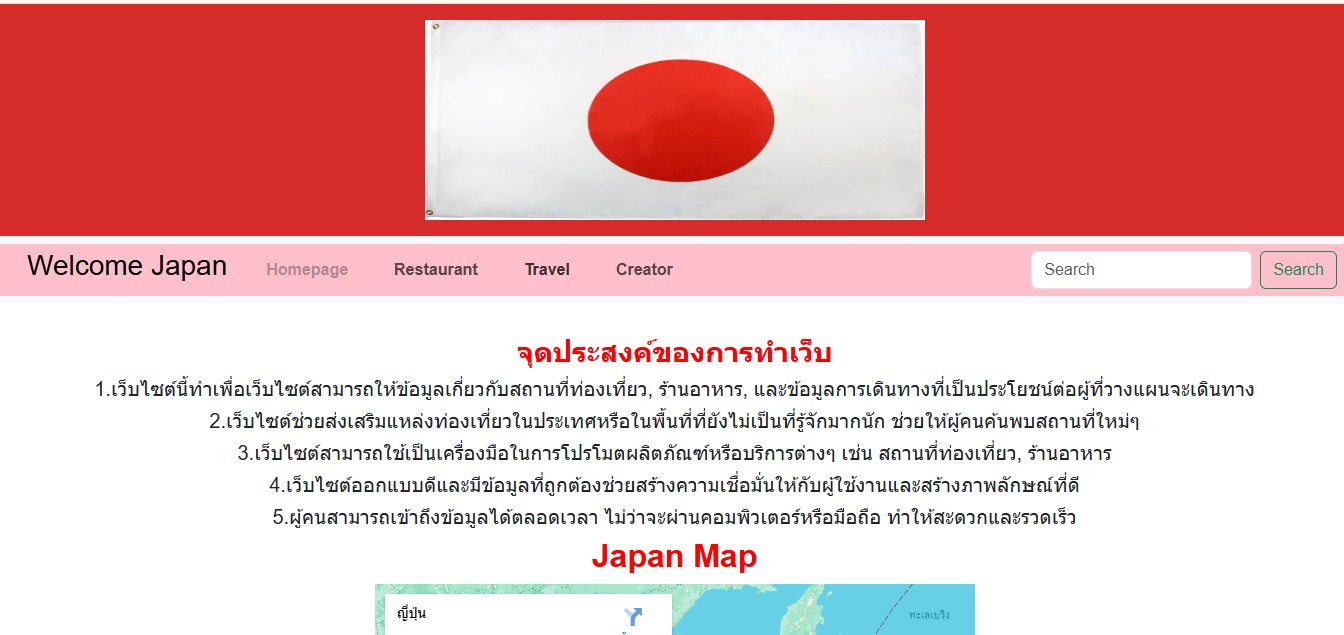 Welcome Japan
Homepage
Restaurant
Travel
Creator
Search
Search
จุดประสงค์ของการทำเว็บ
1.เว็บไซต์นี้ทำเพื่อเว็บไซต์สามารถให้ข้อมูลเกี่ยวกับสถานที่ท่องเที่ยว, ร้านอาหาร, และข้อมูลการเดินทางที่เป็นประโยชน์ต่อผู้ที่วางแผนจะเดินทาง
2.เว็บไซต์ช่วยส่งเสริมแหล่งท่องเที่ยวในประเทศหรือในพื้นที่ที่ยังไม่เป็นที่รู้จักมากนัก ช่วยให้ผู้คนค้นพบสถานที่ใหม่ๆ
3.เว็บไซต์สามารถใช้เป็นเครื่องมือในการโปรโมตผลิตภัณฑ์หรือบริการต่างๆ เช่น สถานที่ท่องเที่ยว, ร้านอาหาร
4.เว็บไซต์ออกแบบดีและมีข้อมูลที่ถูกต้องช่วยสร้างความเชื่อมั่นให้กับผู้ใช้งานและสร้างภาพลักษณ์ที่ดี
5.ผู้คนสามารถเข้าถึงข้อมูลได้ตลอดเวลา ไม่ว่าจะผ่านคอมพิวเตอร์หรือมือถือ ทำให้สะดวกและรวดเร็ว
Japan Map
ญี่ปุ่น
ทะเลเบริง